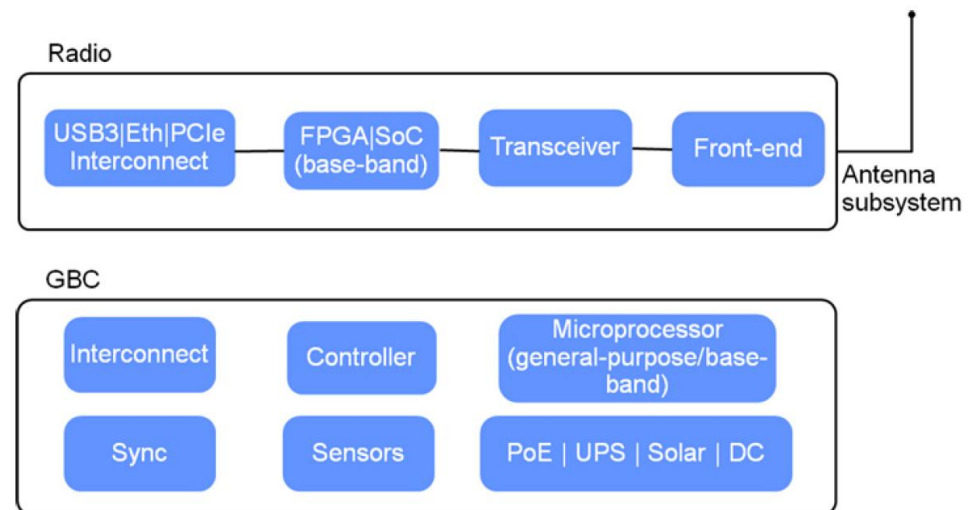 Radio
USB3|Eth|PCIe
Interconnect
FPGA|SoC
(base-band)
Transceiver
Front-end
Antenna
subsystem
GBC
Interconnect
Controller
Microprocessor
(general-purpose/base-
band)
Sync
Sensors
PoE | UPS | Solar | DC